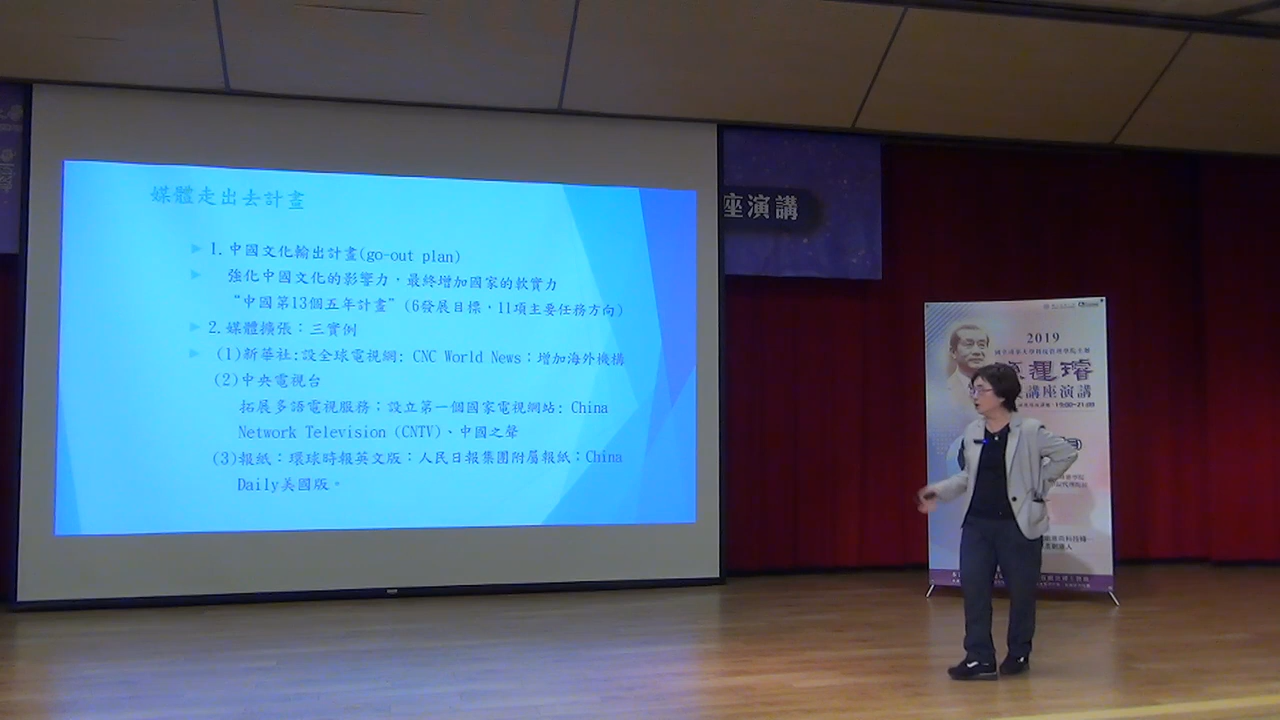 媒體走出去計畫
1.中國文化輸出計畫(go-out plan)
強化中國文化的影響力，最終增加國家的軟實力
“中國第13個五年計畫”（6發展目標，11項主要任務方向）
2.媒體擴張：三實例
(1)新華社:設全球電視網: CNC World News；增加海外機構
(2)中央電視台
拓展多語電視服務；設立第一個國家電視網站: China
Network Television (CNTV)、中國之聲
(3)報紙：環球時報英文版；人民日報集團附屬報紙；China
Daily美國版。
座演講
2019
運璿
講座演講
19:00~21:00